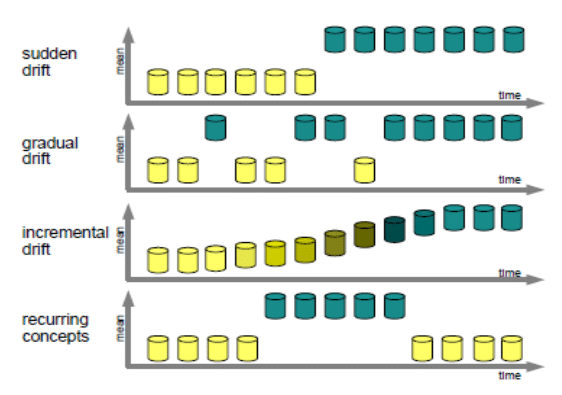 sudden
drift
mean
time
gradual
drift
mean
time
incremental
drift
mean
time
recurring
concepts
mean
time